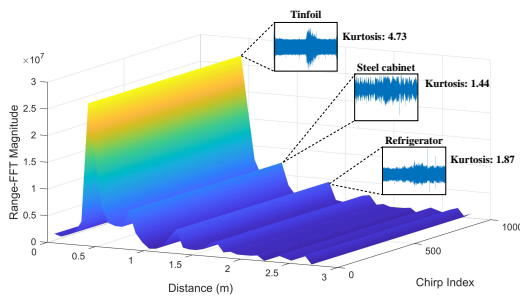 Tinfoil
Kurtosis: 4.73
×10⁷
Steel cabinet
Kurtosis: 1.44
Refrigerator
Kurtosis: 1.87
3
2.5
2
1.5
1
0.5
0
Range-FFT Magnitude
0
0.5
1
1.5
2
2.5
3
Distance (m)
0
500
1000
Chirp Index